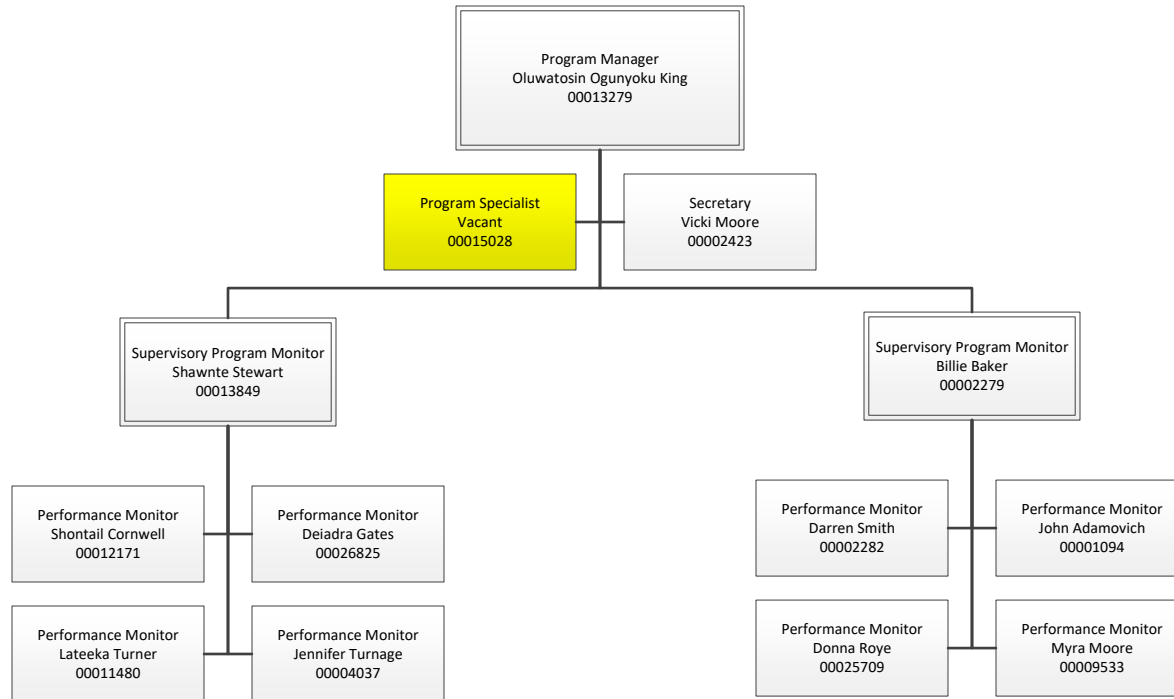 Program Manager
Oluwatosin Ogunyoku King
00013279
Program Specialist
Vacant
00015028
Secretary
Vicki Moore
00002423
Supervisory Program Monitor
Shawnte Stewart
00013849
Supervisory Program Monitor
Billie Baker
00002279
Performance Monitor
Shontail Cornwell
00012171
Performance Monitor
Deiadra Gates
00026825
Performance Monitor
Darren Smith
00002282
Performance Monitor
John Adamovich
00001094
Performance Monitor
Lateeka Turner
00011480
Performance Monitor
Jennifer Turnage
00004037
Performance Monitor
Donna Roye
00025709
Performance Monitor
Myra Moore
00009533